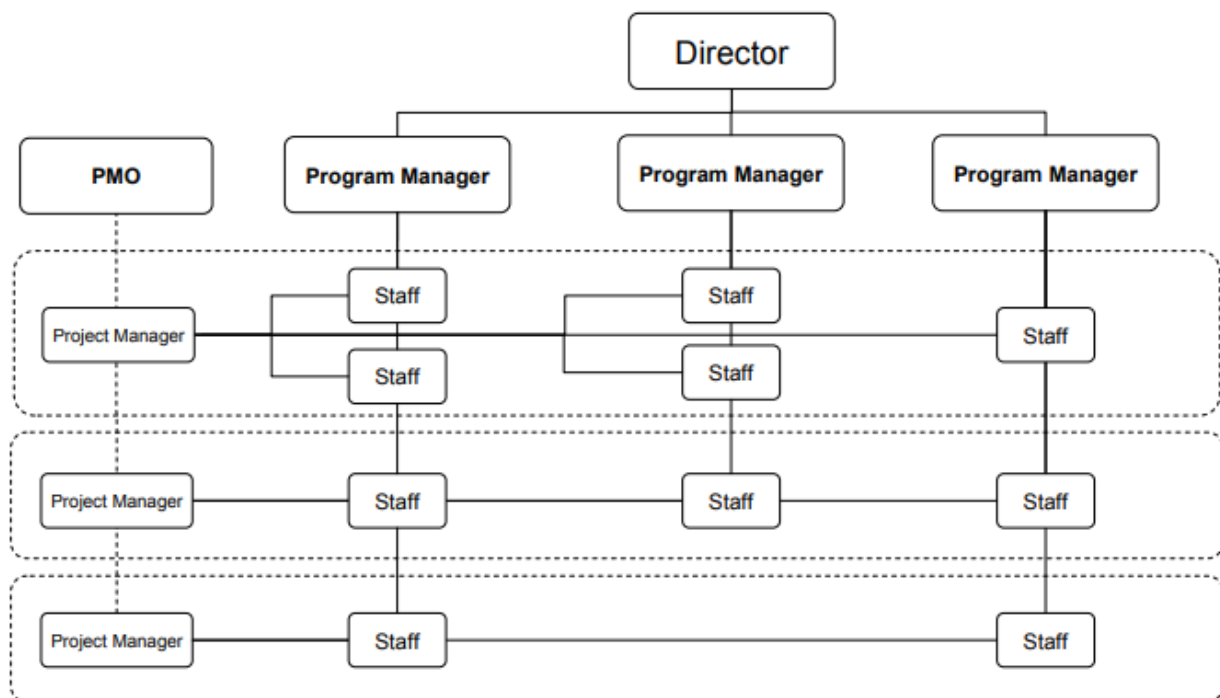 Director
PMO
Program Manager
Program Manager
Program Manager
Staff
Staff
Project Manager
Staff
Staff
Staff
Project Manager
Staff
Staff
Staff
Project Manager
Staff
Staff